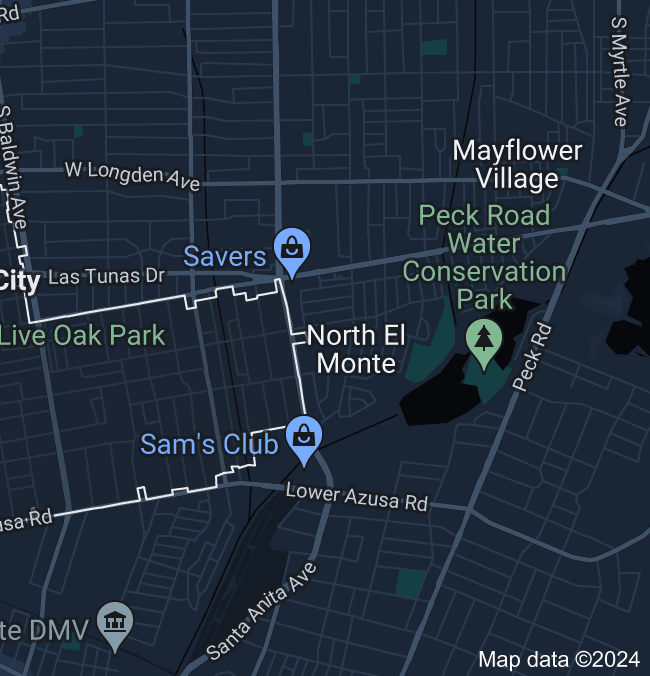 Rd
S Myrtle Ave
S Baldwin Ave
Mayflower
Village
W Longden Ave
Peck Road
Water
Conservation
Park
Savers
City
Las Tunas Dr
Live Oak Park
North El
Monte
Peck Rd
Sam's Club
Lower Azusa Rd
usa Rd
Santa Anita Ave
te DMV
Map data ©2024